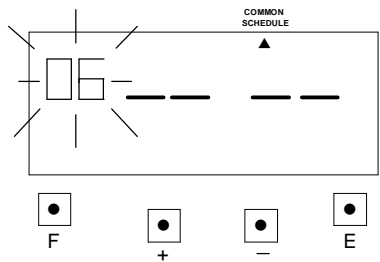 COMMON
SCHEDULE
06 -- --
F + - E